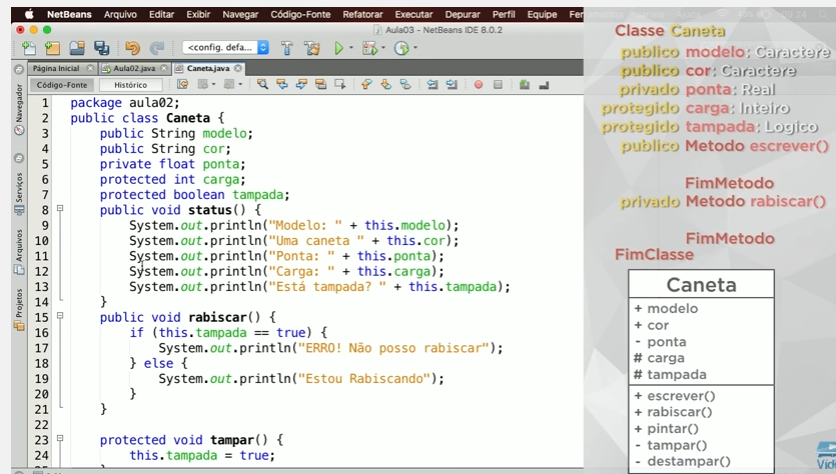 NetBeans Arquivo Editar Exibir Navegar Código-Fonte Refatorar Executar Depurar Perfil Equipe
Aula03 - NetBeans IDE 8.0.2
<config. defa...
Página Inicial Aula02.java Caneta.java
Código-Fonte Histórico
Navegador
Serviços
Arquivos
Projetos
1 package aula02;
2 public class Caneta {
3 public String modelo;
4 public String cor;
5 private float ponta;
6 protected int carga;
7 protected boolean tampada;
8 public void status() {
9 System.out.println("Modelo: " + this.modelo);
10 System.out.println("Uma caneta " + this.cor);
11 System.out.println("Ponta: " + this.ponta);
12 System.out.println("Carga: " + this.carga);
13 System.out.println("Está tampada? " + this.tampada);
14 }
15 public void rabiscar() {
16 if (this.tampada == true) {
17 System.out.println("ERRO! Não posso rabiscar");
18 } else {
19 System.out.println("Estou Rabiscando");
20 }
21 }
22
23 protected void tampar() {
24 this.tampada = true;
Classe Caneta
publico modelo: Caractere
publico cor: Caractere
privado ponta: Real
protegido carga: Inteiro
protegido tampada: Logico
publico Metodo escrever()
FimMetodo
privado Metodo rabiscar()
FimMetodo
FimClasse
Caneta
+ modelo
+ cor
- ponta
# carga
# tampada
+ escrever()
+ rabiscar()
+ pintar()
- tampar()
- destampar()